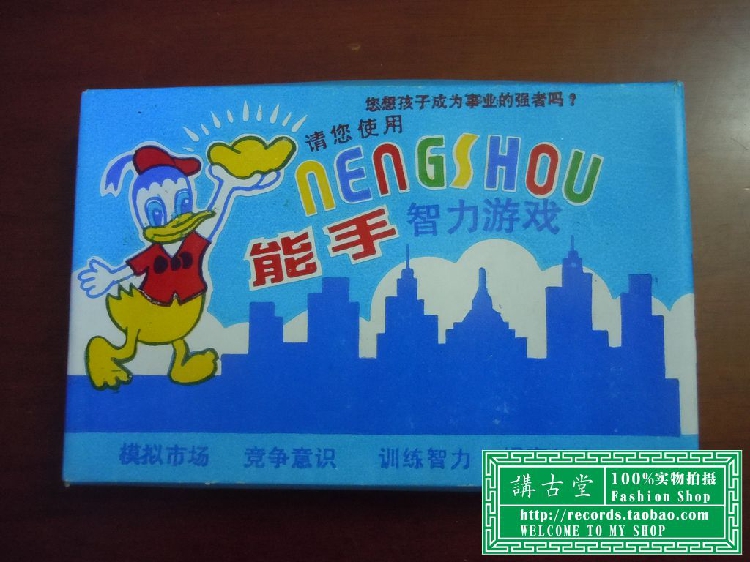 您想孩子成为事业的强者吗？
请您使用
NENGSHOU
能手 智力游戏
模拟市场 竞争意识 训练智力
講古堂
100%实物拍摄
Fashion Shop
http://records.taobao.com
WELCOME TO MY SHOP